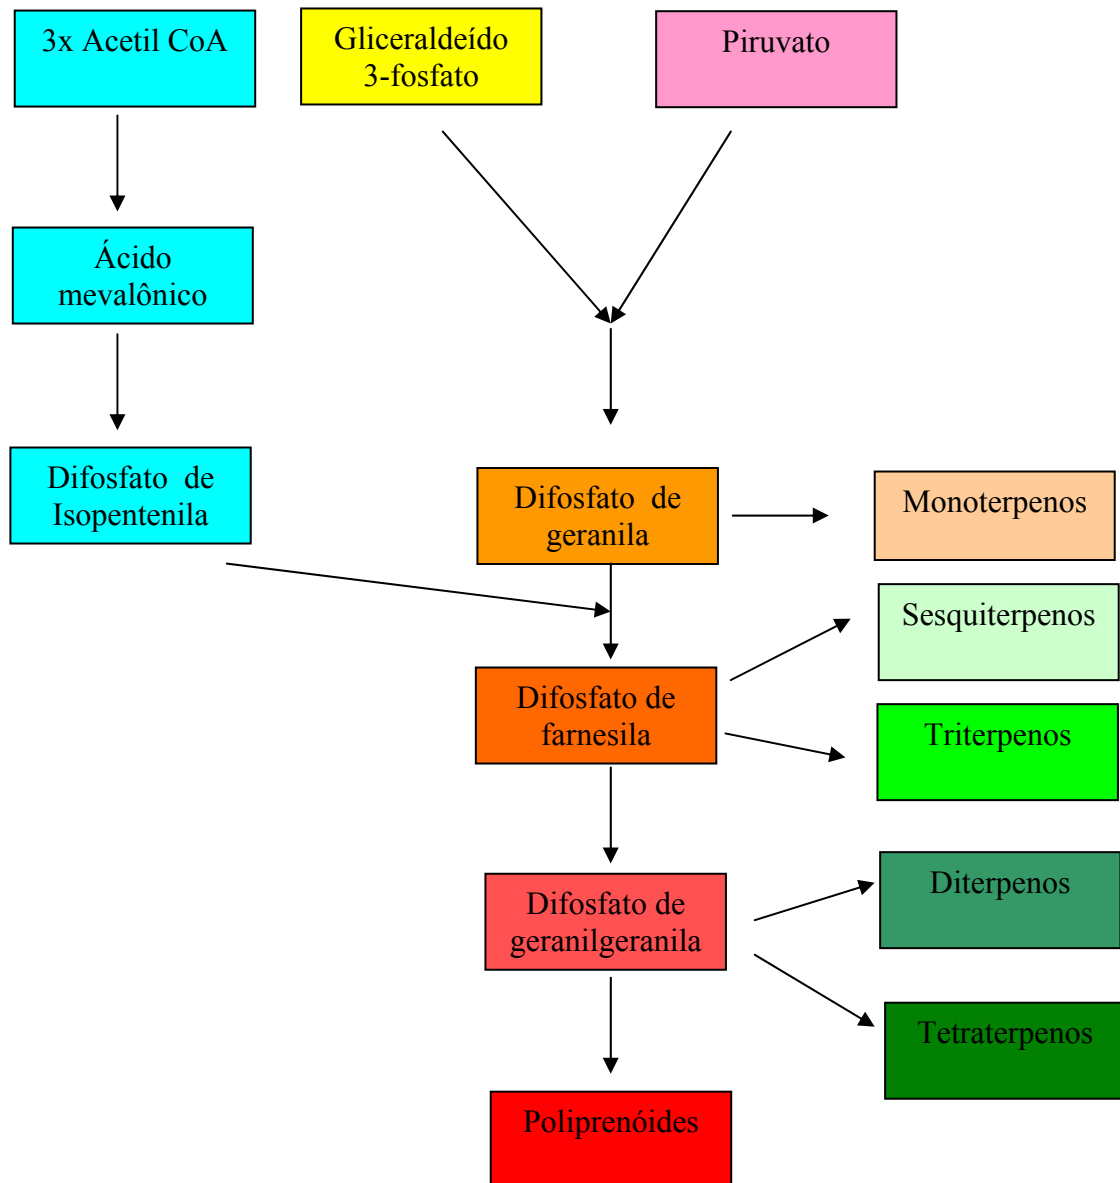 3x Acetil CoA
Gliceraldeído
3-fosfato
Piruvato
Ácido
mevalônico
Difosfato de
Isopentenila
Difosfato de
geranila
Monoterpenos
Sesquiterpenos
Difosfato de
farnesila
Triterpenos
Difosfato de
geranilgeranila
Diterpenos
Tetraterpenos
Poliprenóides